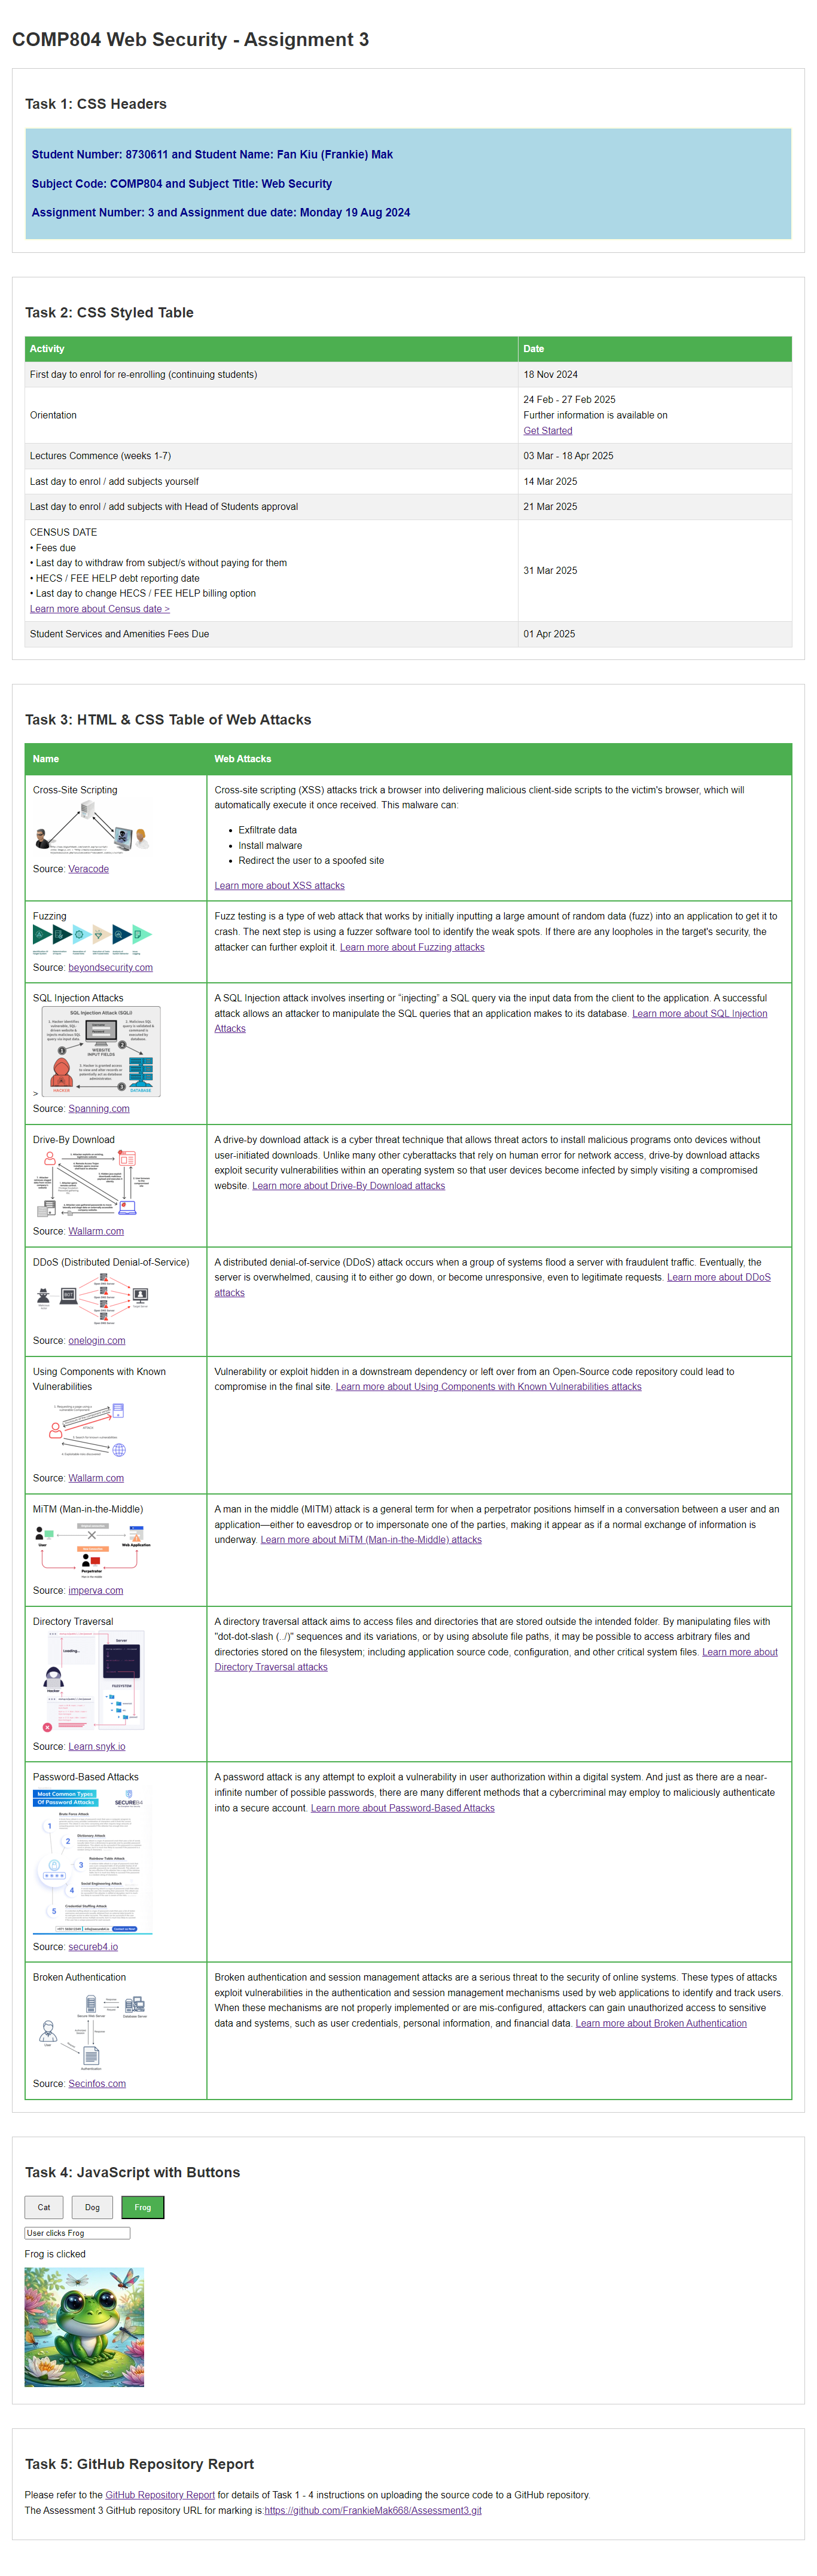 COMP804 Web Security - Assignment 3
Task 1: CSS Headers
Student Number: 8730611 and Student Name: Fan Kiu (Frankie) Mak
Subject Code: COMP804 and Subject Title: Web Security
Assignment Number: 3 and Assignment due date: Monday 19 Aug 2024
Task 2: CSS Styled Table
Activity Date
First day to enrol for re-enrolling (continuing students) 18 Nov 2024
Orientation
24 Feb - 27 Feb 2025
Further information is available on
Get Started
Lectures Commence (weeks 1-7) 03 Mar - 18 Apr 2025
Last day to enrol / add subjects yourself 14 Mar 2025
Last day to enrol / add subjects with Head of Students approval 21 Mar 2025
CENSUS DATE
• Fees due
• Last day to withdraw from subject/s without paying for them
• HECS / FEE HELP debt reporting date
• Last day to change HECS / FEE HELP billing option
Learn more about Census date >
31 Mar 2025
Student Services and Amenities Fees Due 01 Apr 2025
Task 3: HTML & CSS Table of Web Attacks
Name Web Attacks
Cross-Site Scripting
Source: Veracode
Cross-site scripting (XSS) attacks trick a browser into delivering malicious client-side scripts to the victim's browser, which will
automatically execute it once received. This malware can:
• Exfiltrate data
• Install malware
• Redirect the user to a spoofed site
Learn more about XSS attacks
Fuzzing
Source: beyondsecurity.com
Fuzz testing is a type of web attack that works by initially inputting a large amount of random data (fuzz) into an application to get it to
crash. The next step is using a fuzzer software tool to identify the weak spots. If there are any loopholes in the target's security, the
attacker can further exploit it. Learn more about Fuzzing attacks
SQL Injection Attacks
SQL Injection Attack (SQLi)
WEBSITE
INPUT FIELDS
HACKER
DATABASE
>
Source: Spanning.com
A SQL Injection attack involves inserting or “injecting” a SQL query via the input data from the client to the application. A successful
attack allows an attacker to manipulate the SQL queries that an application makes to its database. Learn more about SQL Injection
Attacks
Drive-By Download
Source: Wallarm.com
A drive-by download attack is a cyber threat technique that allows threat actors to install malicious programs onto devices without
user-initiated downloads. Unlike many other cyberattacks that rely on human error for network access, drive-by download attacks
exploit security vulnerabilities within an operating system so that user devices become infected by simply visiting a compromised
website. Learn more about Drive-By Download attacks
DDoS (Distributed Denial-of-Service)
Source: onelogin.com
A distributed denial-of-service (DDoS) attack occurs when a group of systems flood a server with fraudulent traffic. Eventually, the
server is overwhelmed, causing it to either go down, or become unresponsive, even to legitimate requests. Learn more about DDoS
attacks
Using Components with Known
Vulnerabilities
Source: Wallarm.com
Vulnerability or exploit hidden in a downstream dependency or left over from an Open-Source code repository could lead to
compromise in the final site. Learn more about Using Components with Known Vulnerabilities attacks
MiTM (Man-in-the-Middle)
User
Web Application
Perpetrator
Source: imperva.com
A man in the middle (MITM) attack is a general term for when a perpetrator positions himself in a conversation between a user and an
application—either to eavesdrop or to impersonate one of the parties, making it appear as if a normal exchange of information is
underway. Learn more about MiTM (Man-in-the-Middle) attacks
Directory Traversal
Loading...
Server
Hacker
FILESYSTEM
Source: Learn.snyk.io
A directory traversal attack aims to access files and directories that are stored outside the intended folder. By manipulating files with
"dot-dot-slash (../)" sequences and its variations, or by using absolute file paths, it may be possible to access arbitrary files and
directories stored on the filesystem; including application source code, configuration, and other critical system files. Learn more about
Directory Traversal attacks
Password-Based Attacks
Most Common Types
Of Password Attacks
SECUREB4
1 Brute Force Attack
2 Dictionary Attack
3 Rainbow Table Attack
4 Social Engineering Attack
5 Credential Stuffing Attack
Source: secureb4.io
A password attack is any attempt to exploit a vulnerability in user authorization within a digital system. And just as there are a near-
infinite number of possible passwords, there are many different methods that a cybercriminal may employ to maliciously authenticate
into a secure account. Learn more about Password-Based Attacks
Broken Authentication
Secure Web Server
Database Server
User
Authentication
Source: Secinfos.com
Broken authentication and session management attacks are a serious threat to the security of online systems. These types of attacks
exploit vulnerabilities in the authentication and session management mechanisms used by web applications to identify and track users.
When these mechanisms are not properly implemented or are mis-configured, attackers can gain unauthorized access to sensitive
data and systems, such as user credentials, personal information, and financial data. Learn more about Broken Authentication
Task 4: JavaScript with Buttons
Cat Dog Frog
User clicks Frog
Frog is clicked
Task 5: GitHub Repository Report
Please refer to the GitHub Repository Report for details of Task 1 - 4 instructions on uploading the source code to a GitHub repository.
The Assessment 3 GitHub repository URL for marking is:https://github.com/FrankieMak668/Assessment3.git